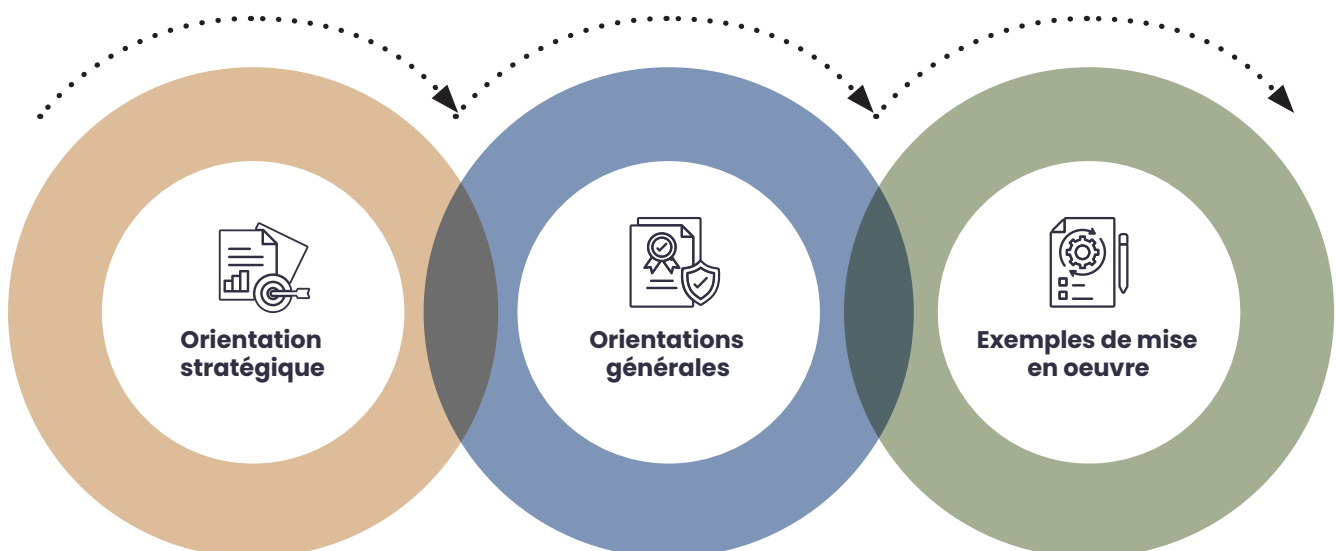 Orientation
stratégique
Orientations
générales
Exemples de mise
en oeuvre